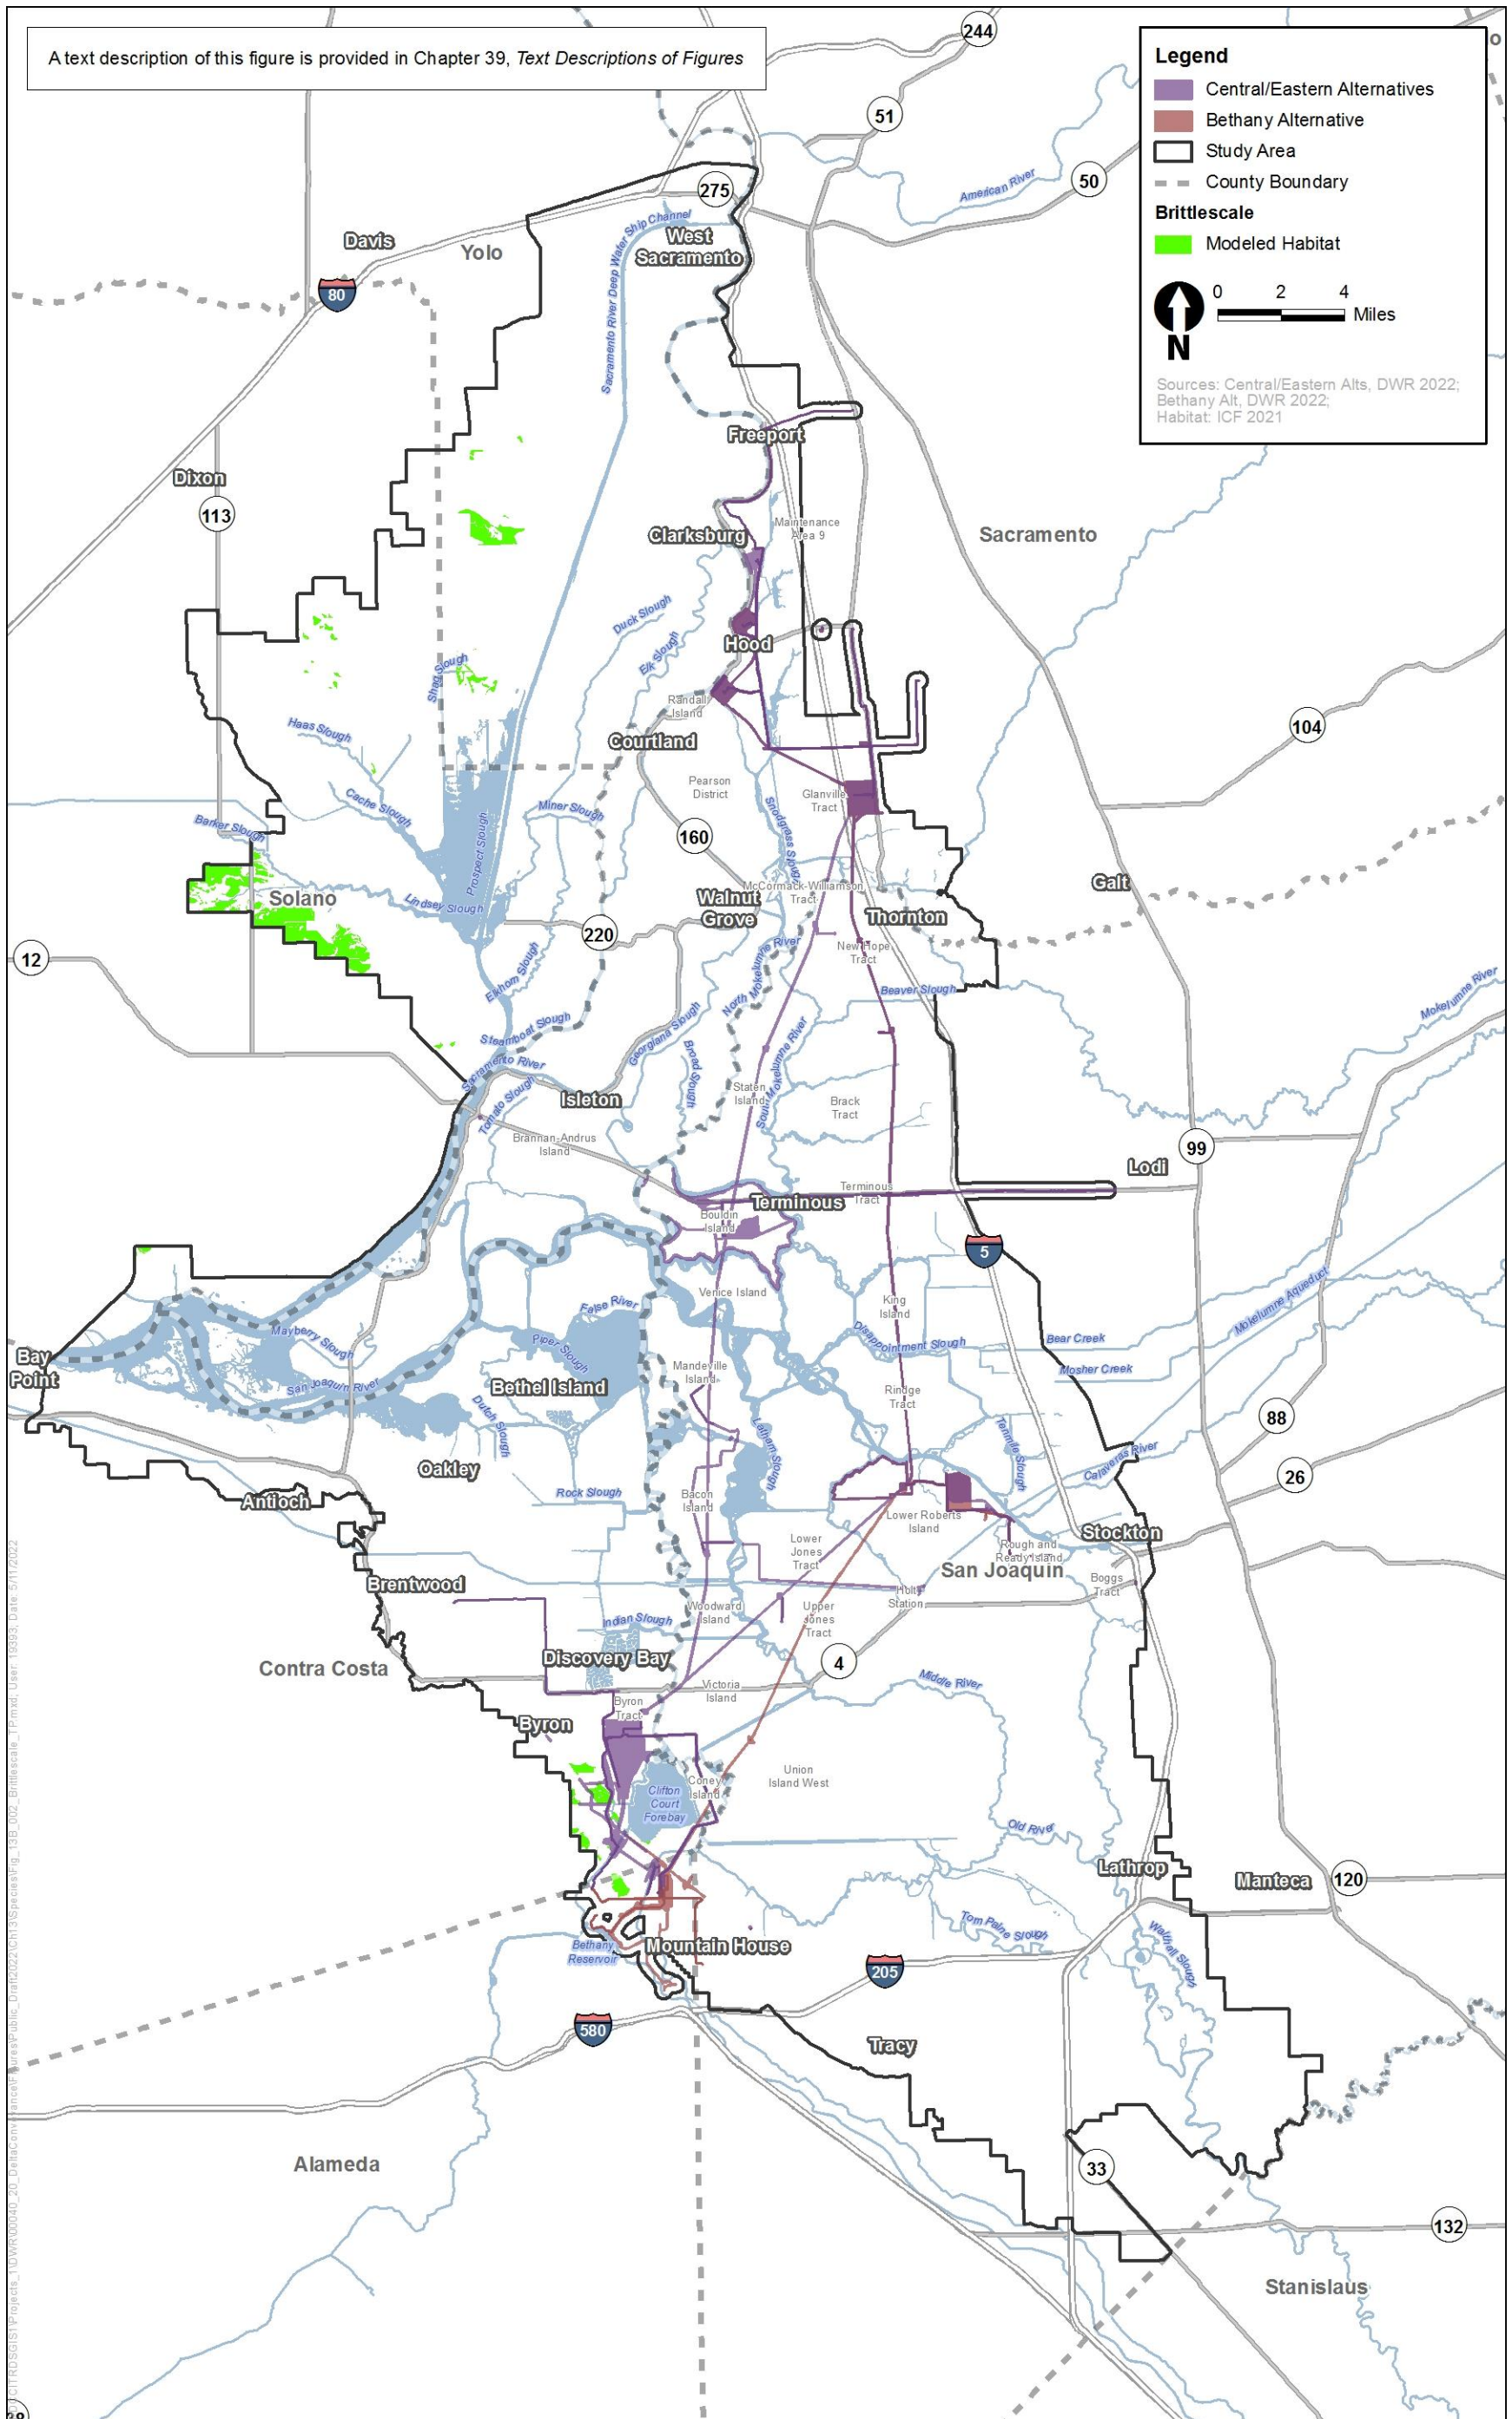 A text description of this figure is provided in Chapter 39, Text Descriptions of Figures
Legend
Central/Eastern Alternatives
Bethany Alternative
Study Area
County Boundary
Brittlescale
Modeled Habitat
0 2 4
Miles
N
Sources: Central/Eastern Alts, DWR 2022;
Bethany Alt, DWR 2022;
Habitat: ICF 2021
244
51
50
American River
275
Sacramento River Deep Water Ship Channel
West
Sacramento
Davis
Yolo
80
Freeport
Dixon
113
Clarksburg
Maintenance
Area 9
Sacramento
Duck Slough
Elk Slough
Hood
Shag Slough
Randall
Island
Haas Slough
Courtland
104
Pearson
District
Glanville
Tract
Cache Slough
Miner Slough
Snodgrass Slough
Barker Slough
Prospect Slough
160
Solano
Lindsey Slough
Walnut
Grove
McCormack-Williamson
Tract
Thornton
Galt
220
12
New Hope
Tract
North Mokelumne River
Elkhorn Slough
Beaver Slough
Mokelumne River
Steamboat Slough
Georgiana Slough
Sacramento River
Broad Slough
South Mokelumne River
Staten
Island
Tomato Slough
Isleton
Brack
Tract
Brannan-Andrus
Island
99
Lodi
Terminous
Tract
Terminous
Bouldin
Island
5
Venice Island
King
Island
False River
Mokelumne Aqueduct
Mayberry Slough
Piper Slough
Disappointment Slough
Bear Creek
Mosher Creek
Bay
Point
San Joaquin River
Bethel Island
Mandeville
Island
Rindge
Tract
Dutch Slough
Latham Slough
Tenmile Slough
88
Oakley
Calaveras River
26
Antioch
Rock Slough
Bacon
Island
Lower Roberts
Island
Stockton
Lower
Jones
Tract
Rough and
Ready Island
San Joaquin
Boggs
Tract
Brentwood
Holt
Station
Woodward
Island
Upper
Jones
Tract
Indian Slough
Discovery Bay
4
Contra Costa
Victoria
Island
Middle River
Byron
Tract
Byron
Union
Island West
Coney
Island
Clifton
Court
Forebay
Old River
Lathrop
Manteca
120
Tom Paine Slough
Walthall Slough
Bethany
Reservoir
Mountain House
205
580
Tracy
Alameda
33
132
Stanislaus